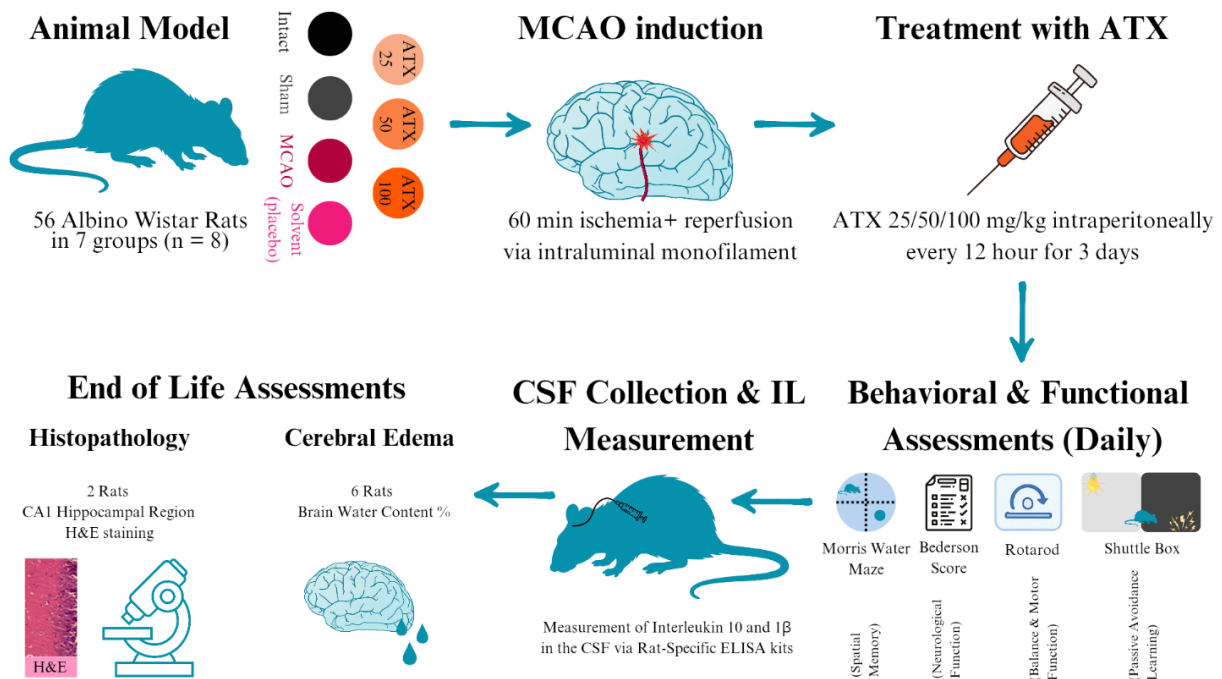 Animal Model
56 Albino Wistar Rats
in 7 groups (n = 8)
Intact
Sham
MCAO
Solvent
(placebo)
ATX
25
ATX
50
ATX
100
MCAO induction
60 min ischemia+ reperfusion
via intraluminal monofilament
Treatment with ATX
ATX 25/50/100 mg/kg intraperitoneally
every 12 hour for 3 days
Behavioral & Functional
Assessments (Daily)
Morris Water
Maze
(Spatial
Memory)
Bederson
Score
(Neurological
Function)
Rotarod
(Balance & Motor
Function)
Shuttle Box
(Passive Avoidance
Learning)
CSF Collection & IL
Measurement
Measurement of Interleukin 10 and 1β
in the CSF via Rat-Specific ELISA kits
End of Life Assessments
Cerebral Edema
6 Rats
Brain Water Content %
Histopathology
2 Rats
CA1 Hippocampal Region
H&E staining
H&E